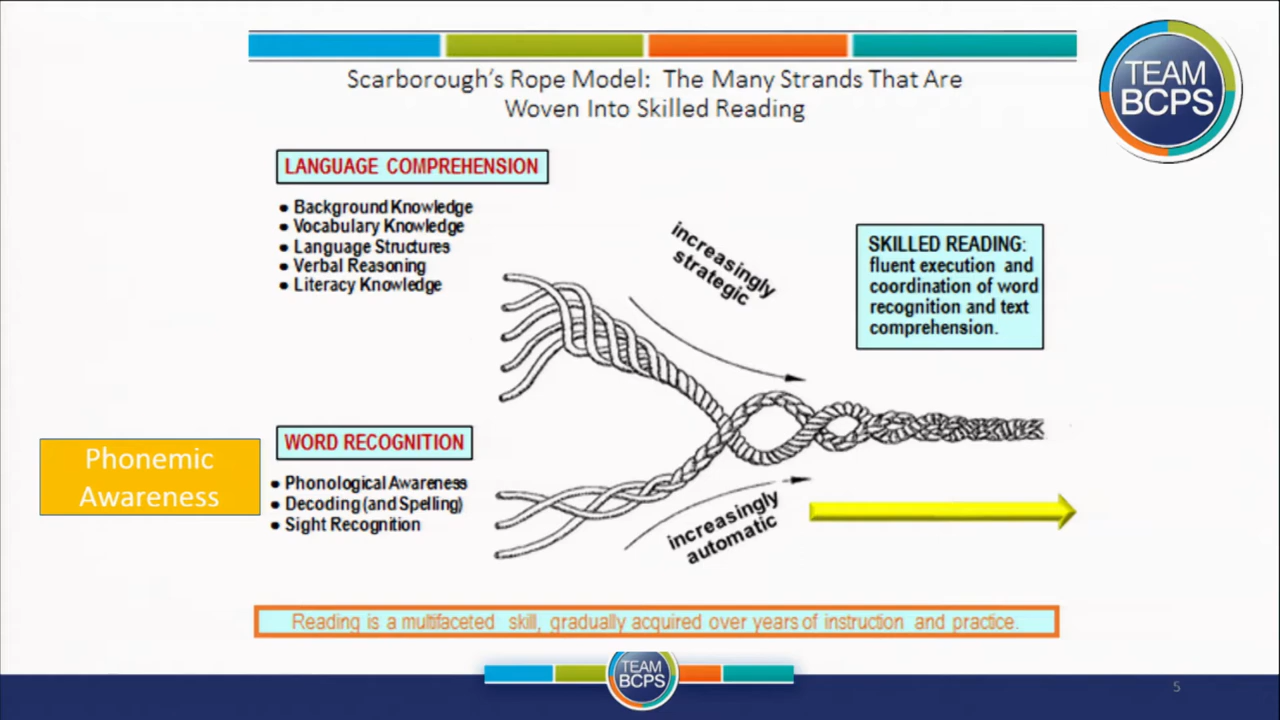 Scarborough's Rope Model:  The Many Strands That Are
Woven Into Skilled Reading
TEAM
BCPS
LANGUAGE COMPREHENSION
• Background Knowledge
• Vocabulary Knowledge
• Language Structures
• Verbal Reasoning
• Literacy Knowledge
increasingly
strategic
SKILLED READING:
fluent execution and
coordination of word
recognition and text
comprehension.
Phonemic
Awareness
WORD RECOGNITION
• Phonological Awareness
• Decoding (and Spelling)
• Sight Recognition
increasingly
automatic
Reading is a multifaceted skill, gradually acquired over years of instruction and practice.
TEAM
BCPS
5